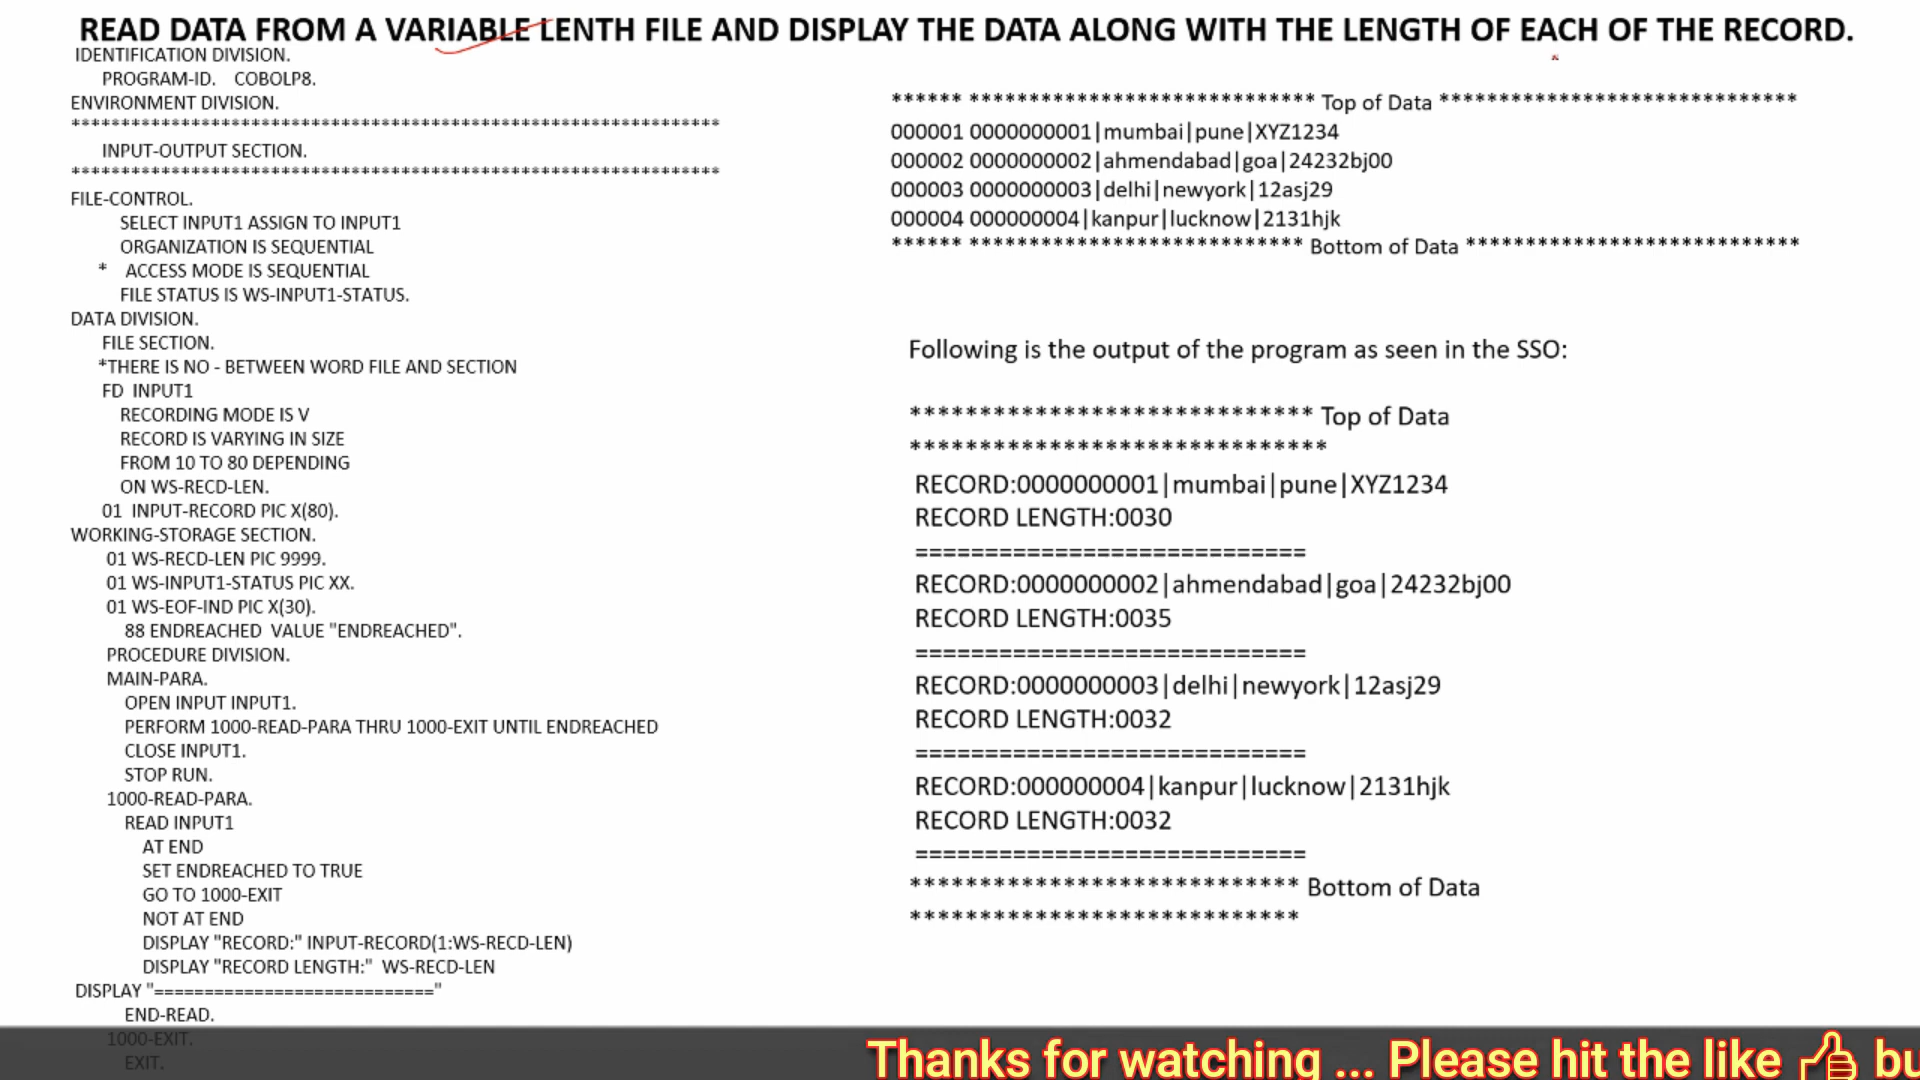 READ DATA FROM A VARIABLE LENTH FILE AND DISPLAY THE DATA ALONG WITH THE LENGTH OF EACH OF THE RECORD.
IDENTIFICATION DIVISION.
PROGRAM-ID. COBOLP8.
ENVIRONMENT DIVISION.
*****************************************************************
INPUT-OUTPUT SECTION.
*****************************************************************
FILE-CONTROL.
SELECT INPUT1 ASSIGN TO INPUT1
ORGANIZATION IS SEQUENTIAL
* ACCESS MODE IS SEQUENTIAL
FILE STATUS IS WS-INPUT1-STATUS.
DATA DIVISION.
FILE SECTION.
*THERE IS NO - BETWEEN WORD FILE AND SECTION
FD INPUT1
RECORDING MODE IS V
RECORD IS VARYING IN SIZE
FROM 10 TO 80 DEPENDING
ON WS-RECD-LEN.
01 INPUT-RECORD PIC X(80).
WORKING-STORAGE SECTION.
01 WS-RECD-LEN PIC 9999.
01 WS-INPUT1-STATUS PIC XX.
01 WS-EOF-IND PIC X(30).
88 ENDREACHED VALUE "ENDREACHED".
PROCEDURE DIVISION.
MAIN-PARA.
OPEN INPUT INPUT1.
PERFORM 1000-READ-PARA THRU 1000-EXIT UNTIL ENDREACHED
CLOSE INPUT1.
STOP RUN.
1000-READ-PARA.
READ INPUT1
AT END
SET ENDREACHED TO TRUE
GO TO 1000-EXIT
NOT AT END
DISPLAY "RECORD:" INPUT-RECORD(1:WS-RECD-LEN)
DISPLAY "RECORD LENGTH:" WS-RECD-LEN
DISPLAY "============================"
END-READ.
1000-EXIT.
EXIT.
****** ***************************** Top of Data ******************************
000001 0000000001|mumbai|pune|XYZ1234
000002 0000000002|ahmendabad|goa|24232bj00
000003 0000000003|delhi|newyork|12asj29
000004 000000004|kanpur|lucknow|2131hjk
****** **************************** Bottom of Data ****************************
Following is the output of the program as seen in the SSO:
***************************** Top of Data
******************************
RECORD:0000000001|mumbai|pune|XYZ1234
RECORD LENGTH:0030
============================
RECORD:0000000002|ahmendabad|goa|24232bj00
RECORD LENGTH:0035
============================
RECORD:0000000003|delhi|newyork|12asj29
RECORD LENGTH:0032
============================
RECORD:000000004|kanpur|lucknow|2131hjk
RECORD LENGTH:0032
============================
**************************** Bottom of Data
****************************
Thanks for watching ... Please hit the like 👍 bu